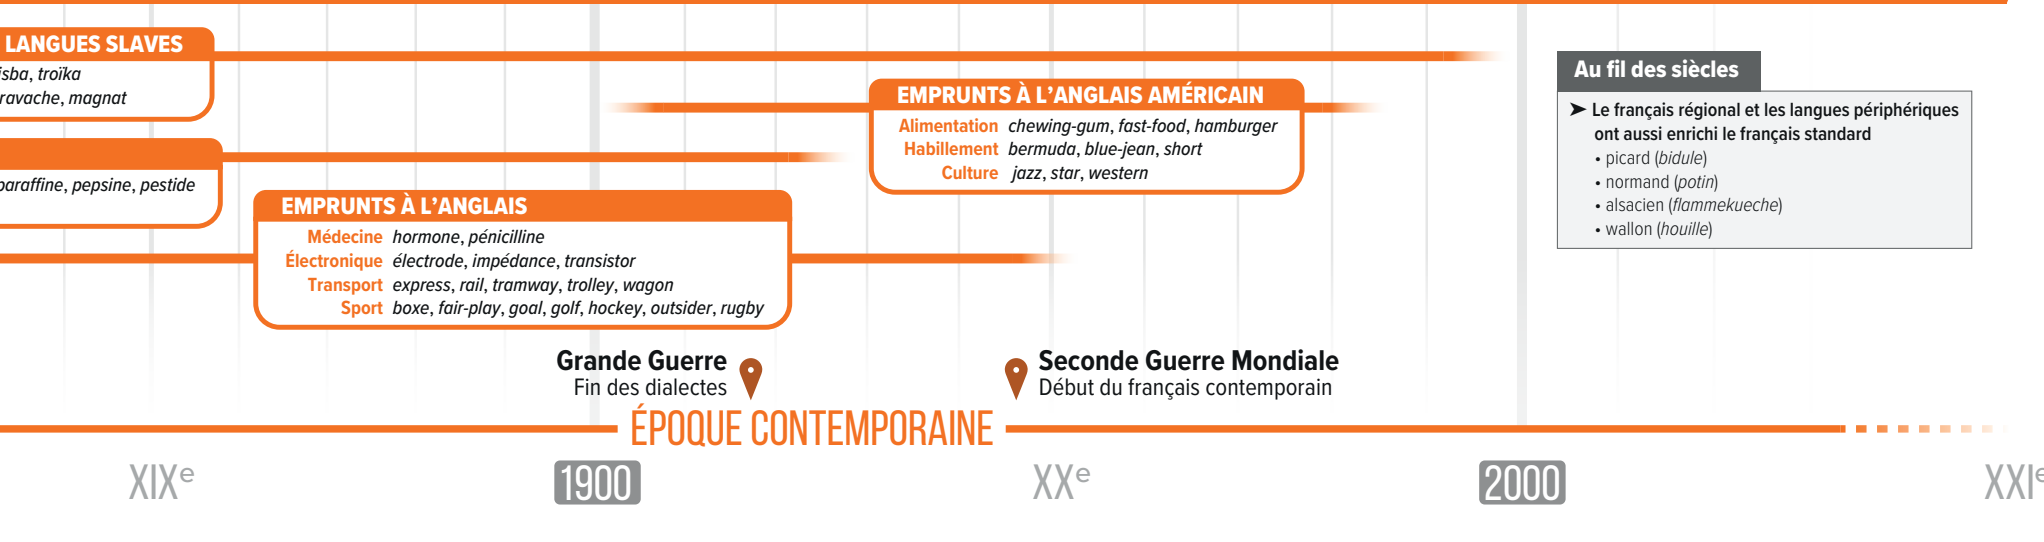 LANGUES SLAVES
isba, troïka
ravache, magnat
paraffine, pepsine, pestide
EMPRUNTS À L'ANGLAIS
Médecine hormone, pénicilline
Électronique électrode, impédance, transistor
Transport express, rail, tramway, trolley, wagon
Sport boxe, fair-play, goal, golf, hockey, outsider, rugby
EMPRUNTS À L'ANGLAIS AMÉRICAIN
Alimentation chewing-gum, fast-food, hamburger
Habillement bermuda, blue-jean, short
Culture jazz, star, western
Au fil des siècles
➤ Le français régional et les langues périphériques
ont aussi enrichi le français standard
• picard (bidule)
• normand (potin)
• alsacien (flammekueche)
• wallon (houille)
Grande Guerre
Fin des dialectes
Seconde Guerre Mondiale
Début du français contemporain
ÉPOQUE CONTEMPORAINE
XIXe
1900
XXe
2000
XXIe